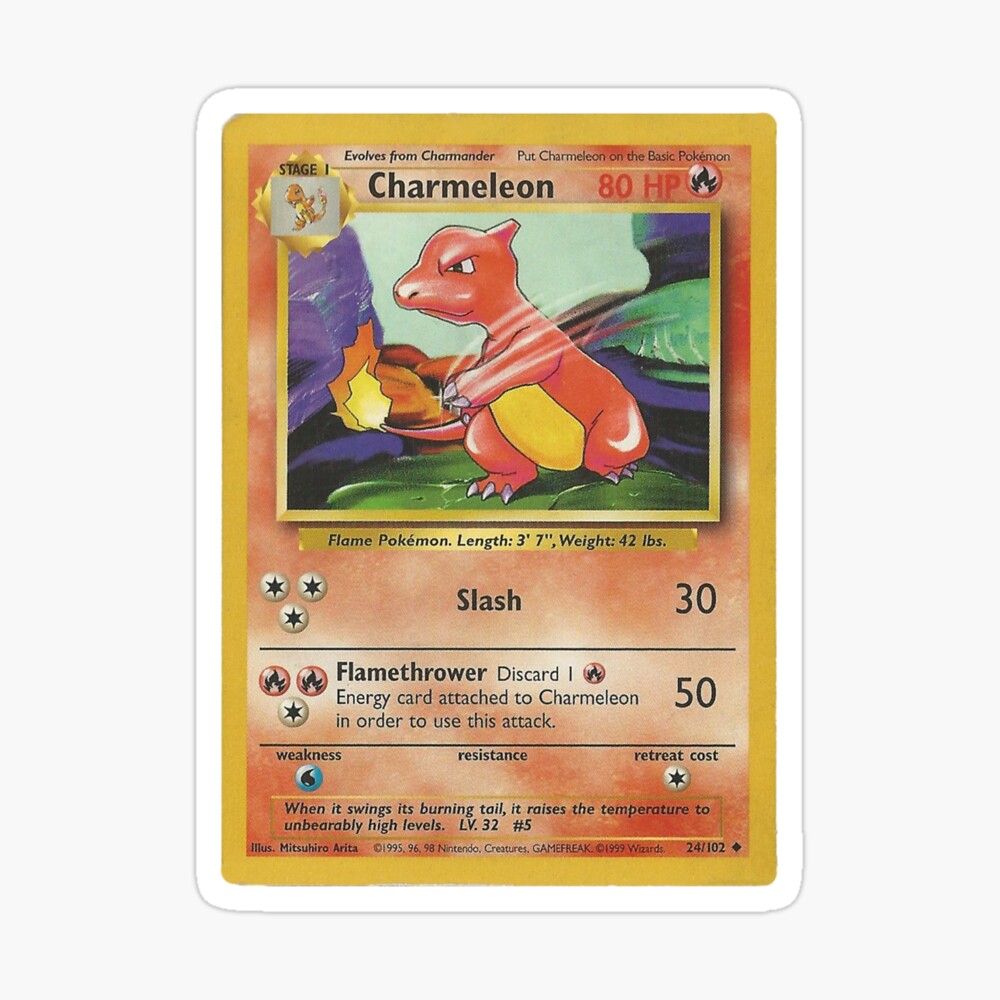 Evolves from Charmander Put Charmeleon on the Basic Pokémon
STAGE 1
Charmeleon 80 HP
Flame Pokémon. Length: 3' 7", Weight: 42 lbs.
Slash 30
Flamethrower Discard 1
Energy card attached to Charmeleon
in order to use this attack.
50
weakness resistance retreat cost
When it swings its burning tail, it raises the temperature to
unbearably high levels. LV. 32 #5
Illus. Mitsuhiro Arita ©1995, 96, 98 Nintendo, Creatures, GAMEFREAK. ©1999 Wizards. 24/102